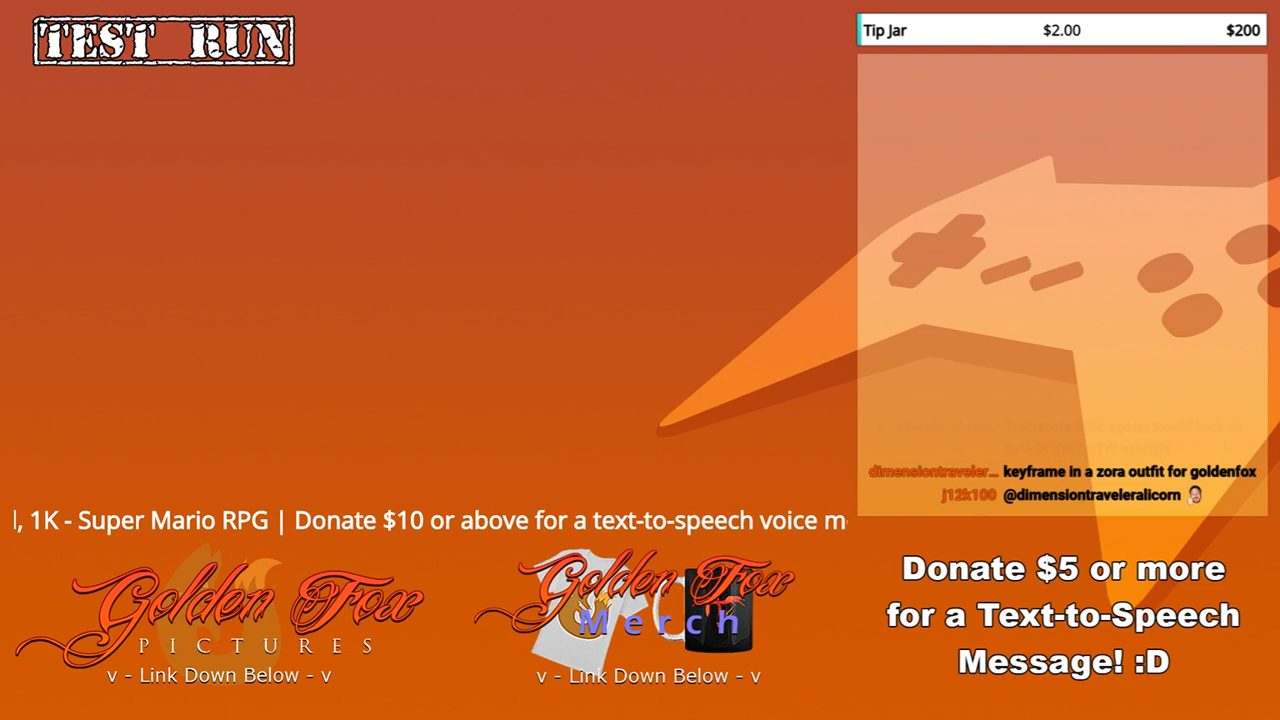 TEST RUN
Tip Jar $2.00 $200
dimensiontraveler... keyframe in a zora outfit for goldenfox
j12k100 @dimensiontraveleralicorn
, 1K - Super Mario RPG | Donate $10 or above for a text-to-speech voice m
Golden Fox
PICTURES
v - Link Down Below - v
Golden Fox
Merch
v - Link Down Below - v
Donate $5 or more
for a Text-to-Speech
Message! :D